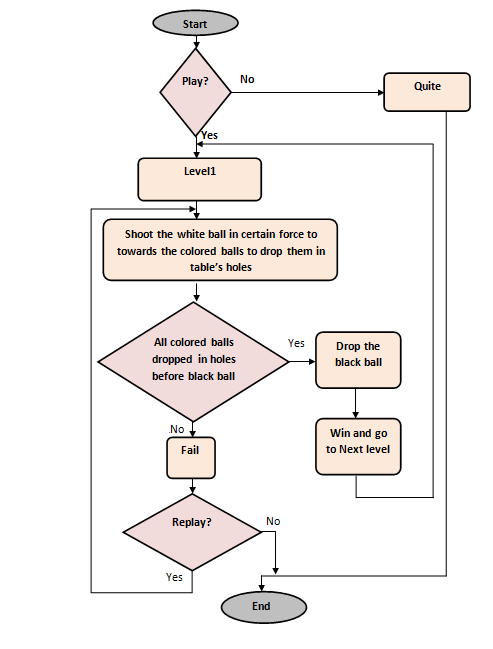 Start
Play?
No
Quite
Yes
Level1
Shoot the white ball in certain force to
towards the colored balls to drop them in
table's holes
All colored balls
dropped in holes
before black ball
Yes
Drop the
black ball
No
Win and go
to Next level
Fail
Replay?
No
Yes
End